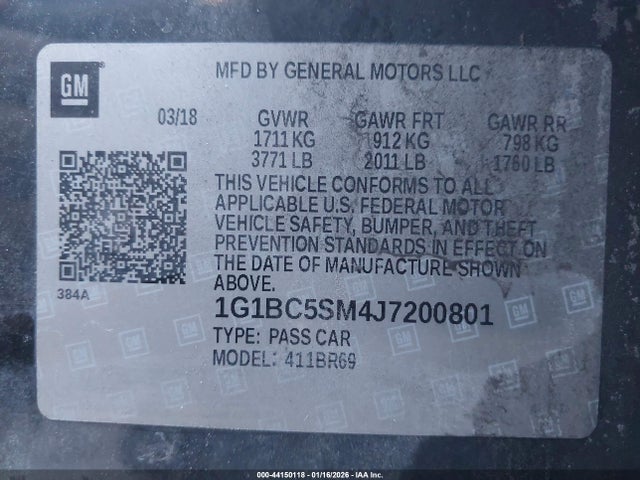 GM
MFD BY GENERAL MOTORS LLC
03/18 GVWR GAWR FRT GAWR RR
1711 KG 912 KG 798 KG
3771 LB 2011 LB 1760 LB
THIS VEHICLE CONFORMS TO ALL
APPLICABLE U.S. FEDERAL MOTOR
VEHICLE SAFETY, BUMPER, AND THEFT
PREVENTION STANDARDS IN EFFECT ON
THE DATE OF MANUFACTURE SHOWN
ABOVE.
384A
1G1BC5SM4J7200801
TYPE: PASS CAR
MODEL: 411BR69
000-44150118 - 01/16/2026 - IAA Inc.